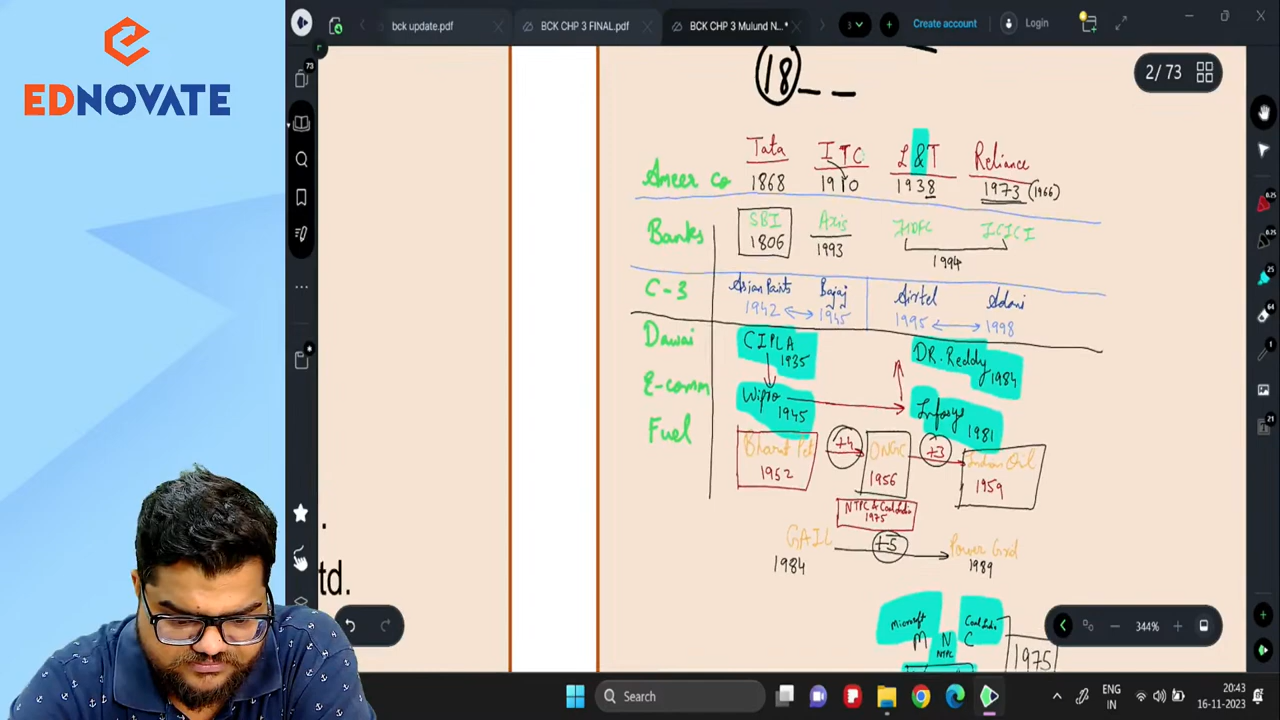 EDNOVATE
bck update.pdf
BCK CHP 3 FINAL.pdf
BCK CHP 3 Mulund N...*
3
Create account
Login
73
2/ 73
18
Tata ITC L&T Reliance
Ameer co 1868 1910 1938 1973 (1966)
Banks SBI Axis HDFC ICICI
1806 1993 1994
C-3 Asian Paints Bajaj Airtel Adani
1942 1945 1995 1998
Dawai CIPLA 1935 DR. Reddy 1984
E-comm Wipro 1945 Infosys 1981
Fuel Bharat Pet +4 ONGC +3 Indian Oil
1952 1956 1959
NTPC & Coal India
1975
GAIL +5 Power Grid
1984 1989
Microsoft Coal India
M N C
NTPC
1975
td.
344%
Search
ENG
IN
20:43
16-11-2023